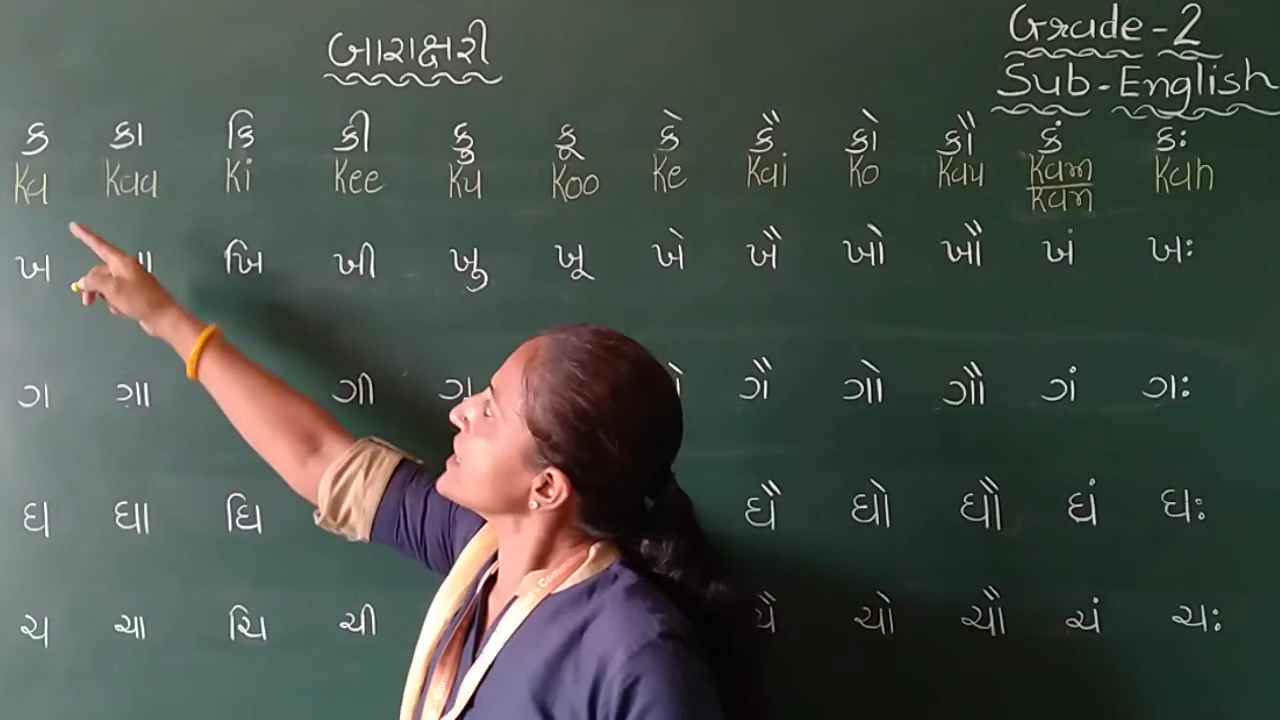 બારાક્ષરી
Grade-2
Sub-English
ક કા કિ કી કુ કૂ કે કૈ કો કૌ કં કઃ
Ka Kaa Ki Kee Ku Koo Ke Kai Ko Kau Kam Kah
Kan
ખ ખિ ખી ખુ ખૂ ખે ખૈ ખો ખૌ ખં ખઃ
ગ ગા ગી ગૈ ગો ગૌ ગં ગઃ
ઘ ઘા ઘિ ઘૈ ઘો ઘૌ ઘં ઘઃ
ચ ચા ચિ ચી ચૈ ચો ચૌ ચં ચઃ